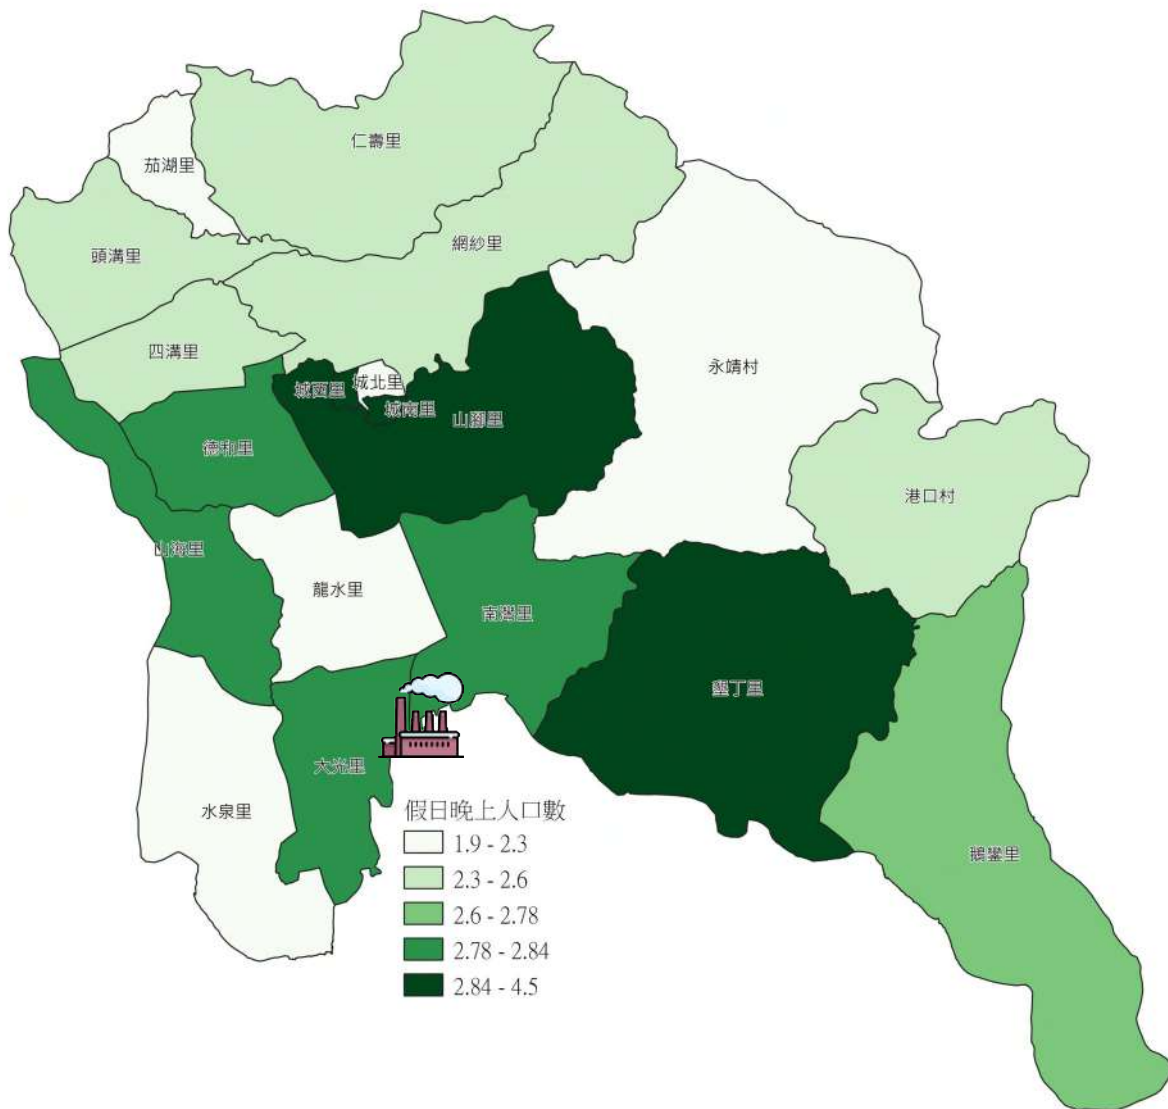 仁壽里
茄湖里
網紗里
頭溝里
四溝里
永靖村
城西里
城北里
城南里
山腳里
德和里
港口村
山海里
龍水里
南灣里
墾丁里
大光里
水泉里
鵝鑾里
假日晚上人口數
1.9 - 2.3
2.3 - 2.6
2.6 - 2.78
2.78 - 2.84
2.84 - 4.5